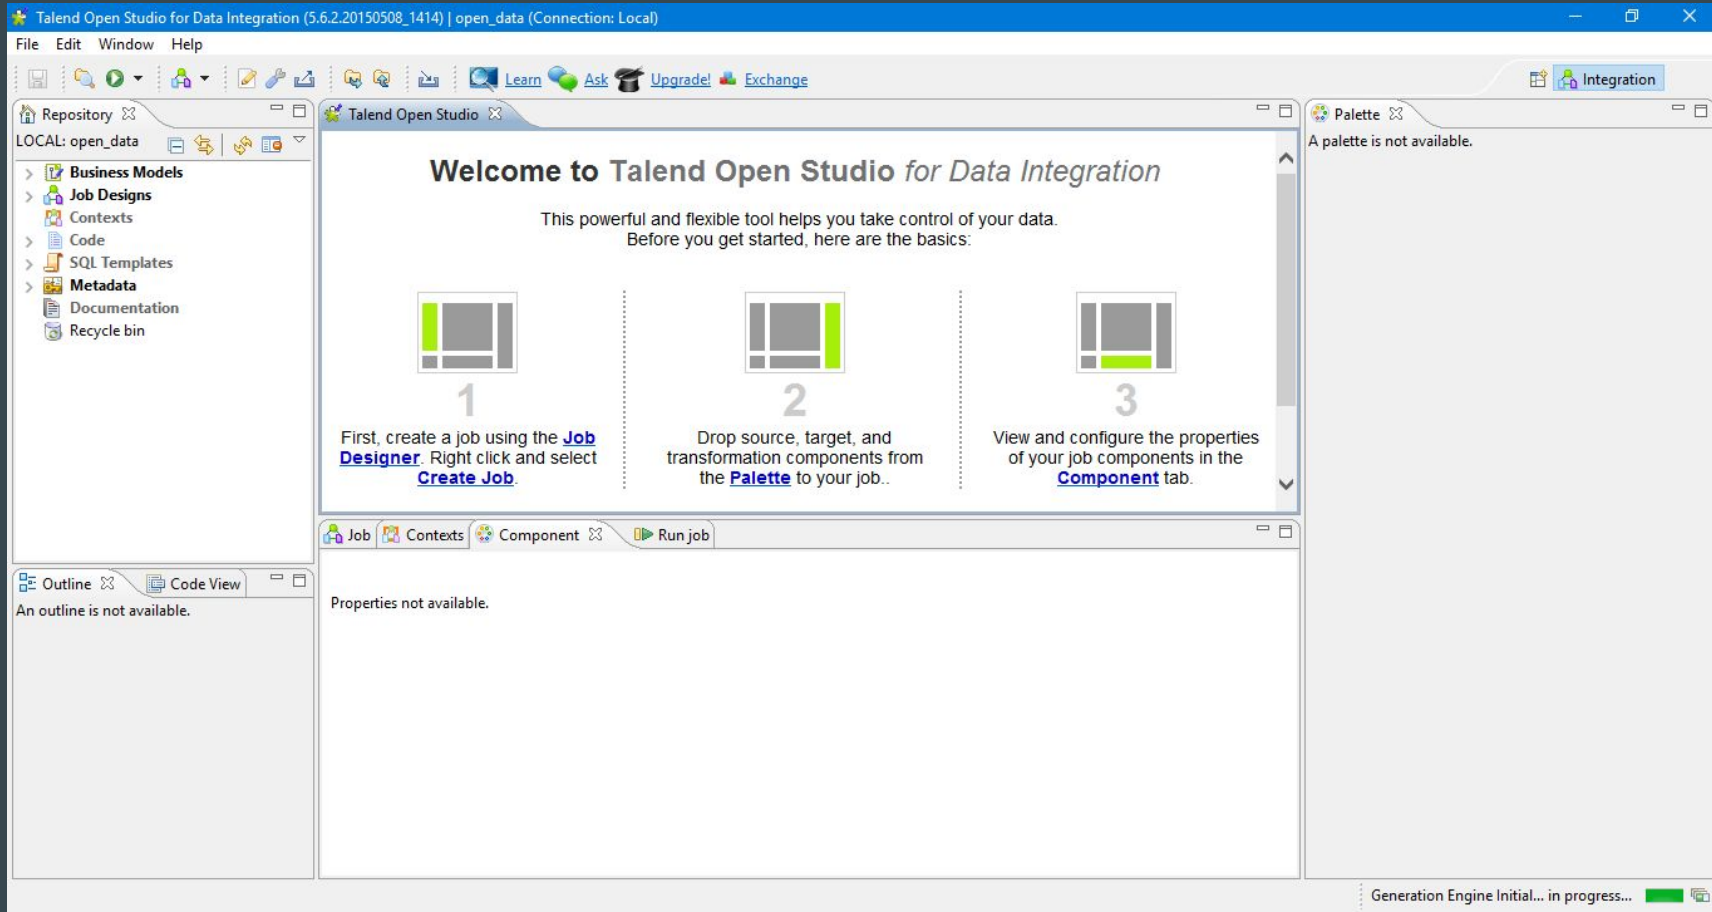 Talend Open Studio for Data Integration (5.6.2.20150508_1414) | open_data (Connection: Local)
File Edit Window Help
Learn Ask Upgrade! Exchange Integration
Repository
LOCAL: open_data
Business Models
Job Designs
Contexts
Code
SQL Templates
Metadata
Documentation
Recycle bin
Outline Code View
An outline is not available.
Talend Open Studio
Welcome to Talend Open Studio for Data Integration
This powerful and flexible tool helps you take control of your data.
Before you get started, here are the basics:
1
First, create a job using the Job
Designer. Right click and select
Create Job.
2
Drop source, target, and
transformation components from
the Palette to your job..
3
View and configure the properties
of your job components in the
Component tab.
Job Contexts Component Run job
Properties not available.
Palette
A palette is not available.
Generation Engine Initial... in progress...